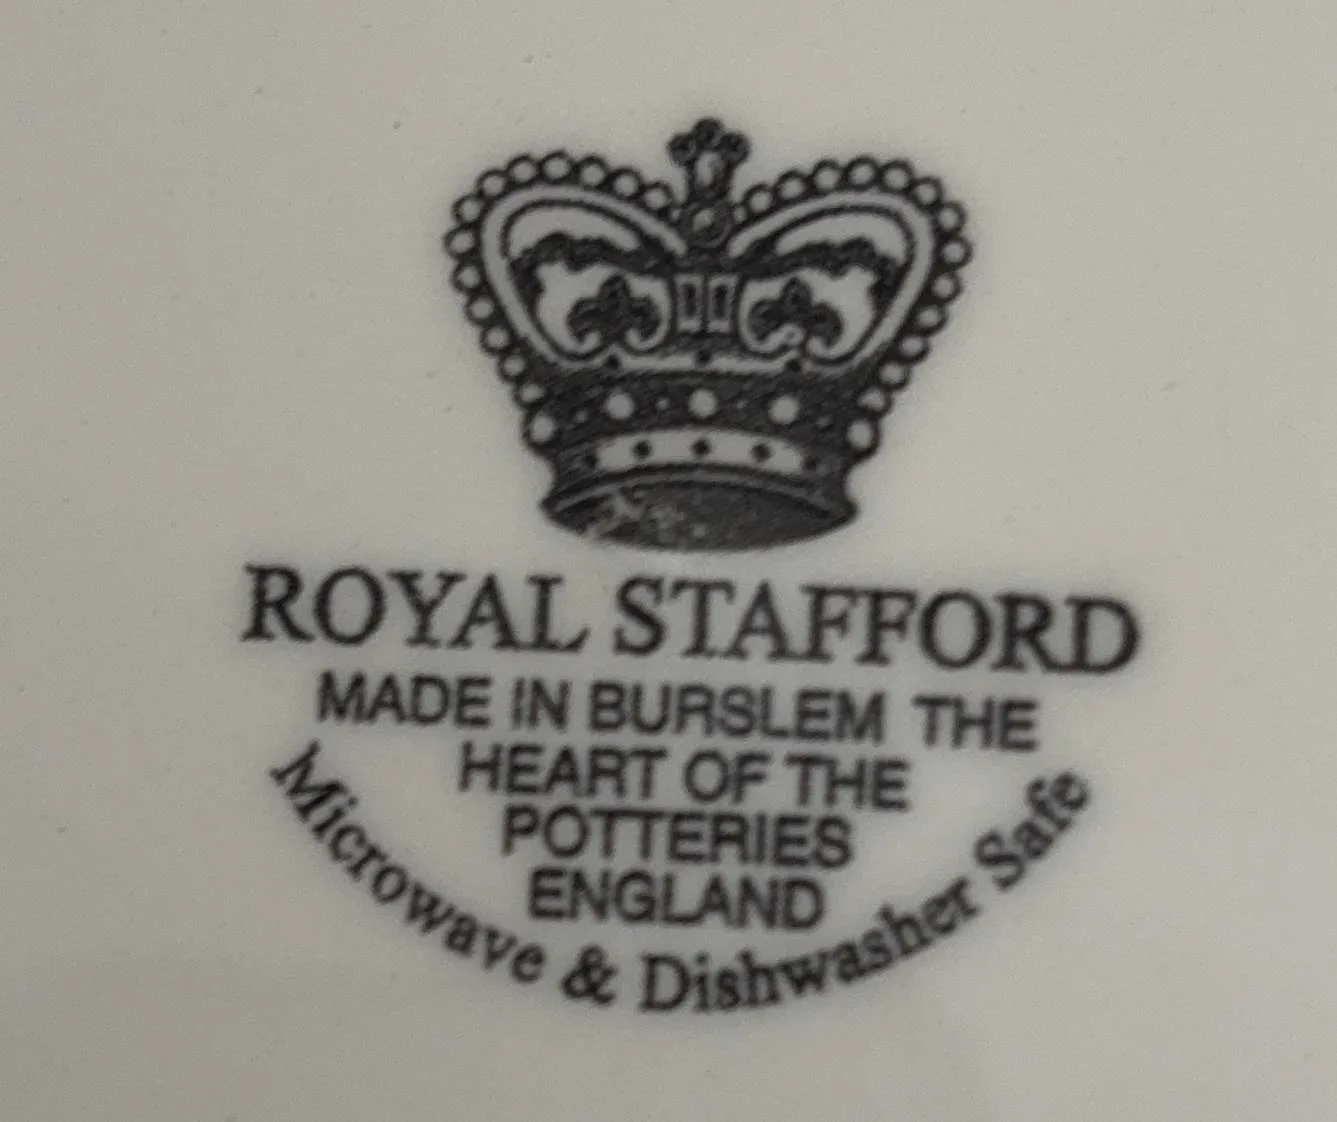 ROYAL STAFFORD
MADE IN BURSLEM THE
HEART OF THE
POTTERIES
ENGLAND
Microwave & Dishwasher Safe